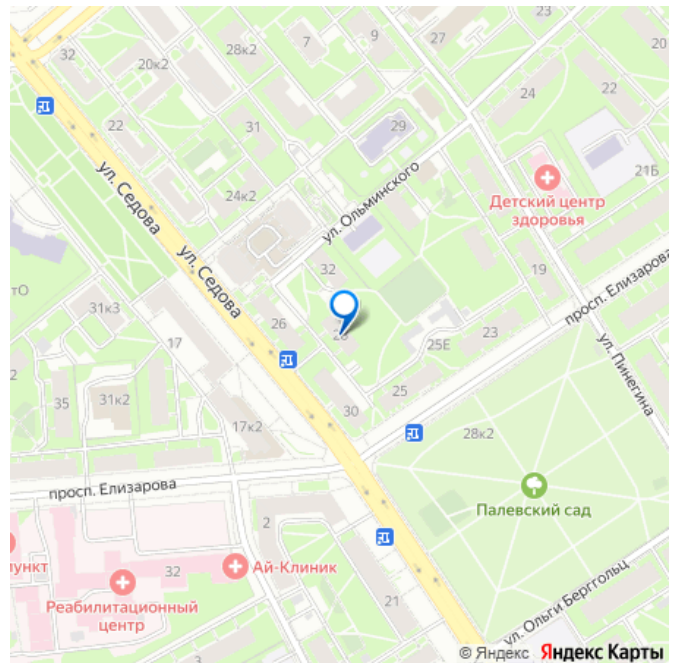 23
32
20к2
28к2
7
9
27
20
22
31
29
24
22
ул. Седова
24к2
ул. Ольминского
21Б
Детский центр
здоровья
ул. Седова
32
19
просп. Елизарова
31к3
26
25Е
23
17
ул. Пинегина
35
31к2
25
30
17к2
28к2
просп. Елизарова
Палевский сад
2
32
Ай-Клиник
Реабилитационный
центр
21
ул. Ольги Берггольц
© Яндекс Яндекс Карты